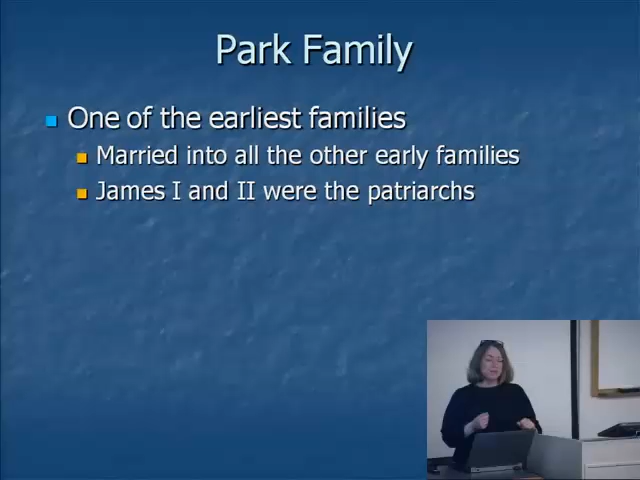 Park Family
One of the earliest families
Married into all the other early families
James I and II were the patriarchs